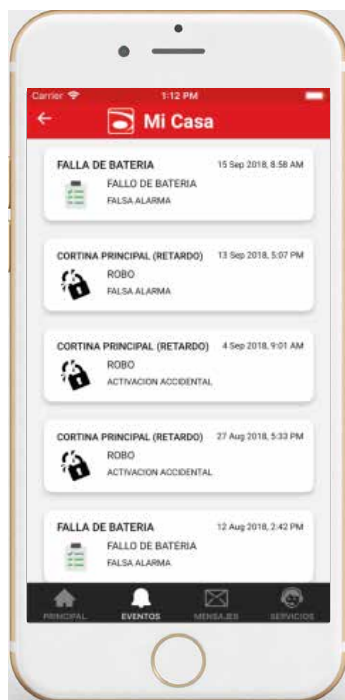 Carrier 1:12 PM
Mi Casa
FALLA DE BATERIA 15 Sep 2018, 8:58 AM
FALLO DE BATERIA
FALSA ALARMA
CORTINA PRINCIPAL (RETARDO) 13 Sep 2018, 5:07 PM
ROBO
FALSA ALARMA
CORTINA PRINCIPAL (RETARDO) 4 Sep 2018, 9:01 AM
ROBO
ACTIVACION ACCIDENTAL
CORTINA PRINCIPAL (RETARDO) 27 Aug 2018, 5:33 PM
ROBO
ACTIVACION ACCIDENTAL
FALLA DE BATERIA 12 Aug 2018, 2:42 PM
FALLO DE BATERIA
FALSA ALARMA
PRINCIPAL EVENTOS MENSAJES SERVICIOS